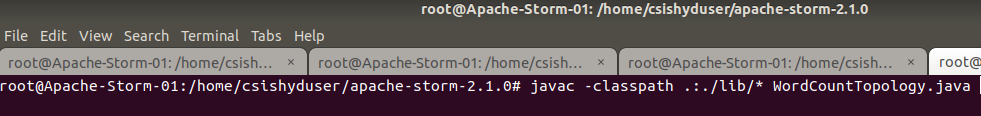 root@Apache-Storm-01: /home/csishyduser/apache-storm-2.1.0
File Edit View Search Terminal Tabs Help
root@Apache-Storm-01: /home/csish... × root@Apache-Storm-01: /home/csish... × root@Apache-Storm-01: /home/csish... × root@
root@Apache-Storm-01:/home/csishyduser/apache-storm-2.1.0# javac -classpath .:./lib/* WordCountTopology.java